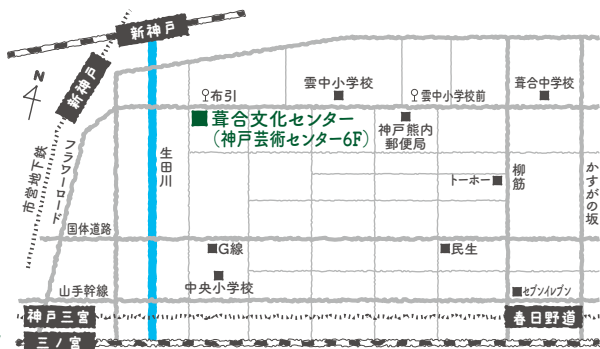 新神戸
新神戸
N
布引
雲中小学校
雲中小学校前
葺合中学校
葺合文化センター
（神戸芸術センター6F）
神戸熊内
郵便局
生田川
市営地下鉄
フラワーロード
トーホー
柳筋
かすがの坂
国体道路
G線
民生
中央小学校
山手幹線
セブンイレブン
神戸三宮
春日野道
三ノ宮